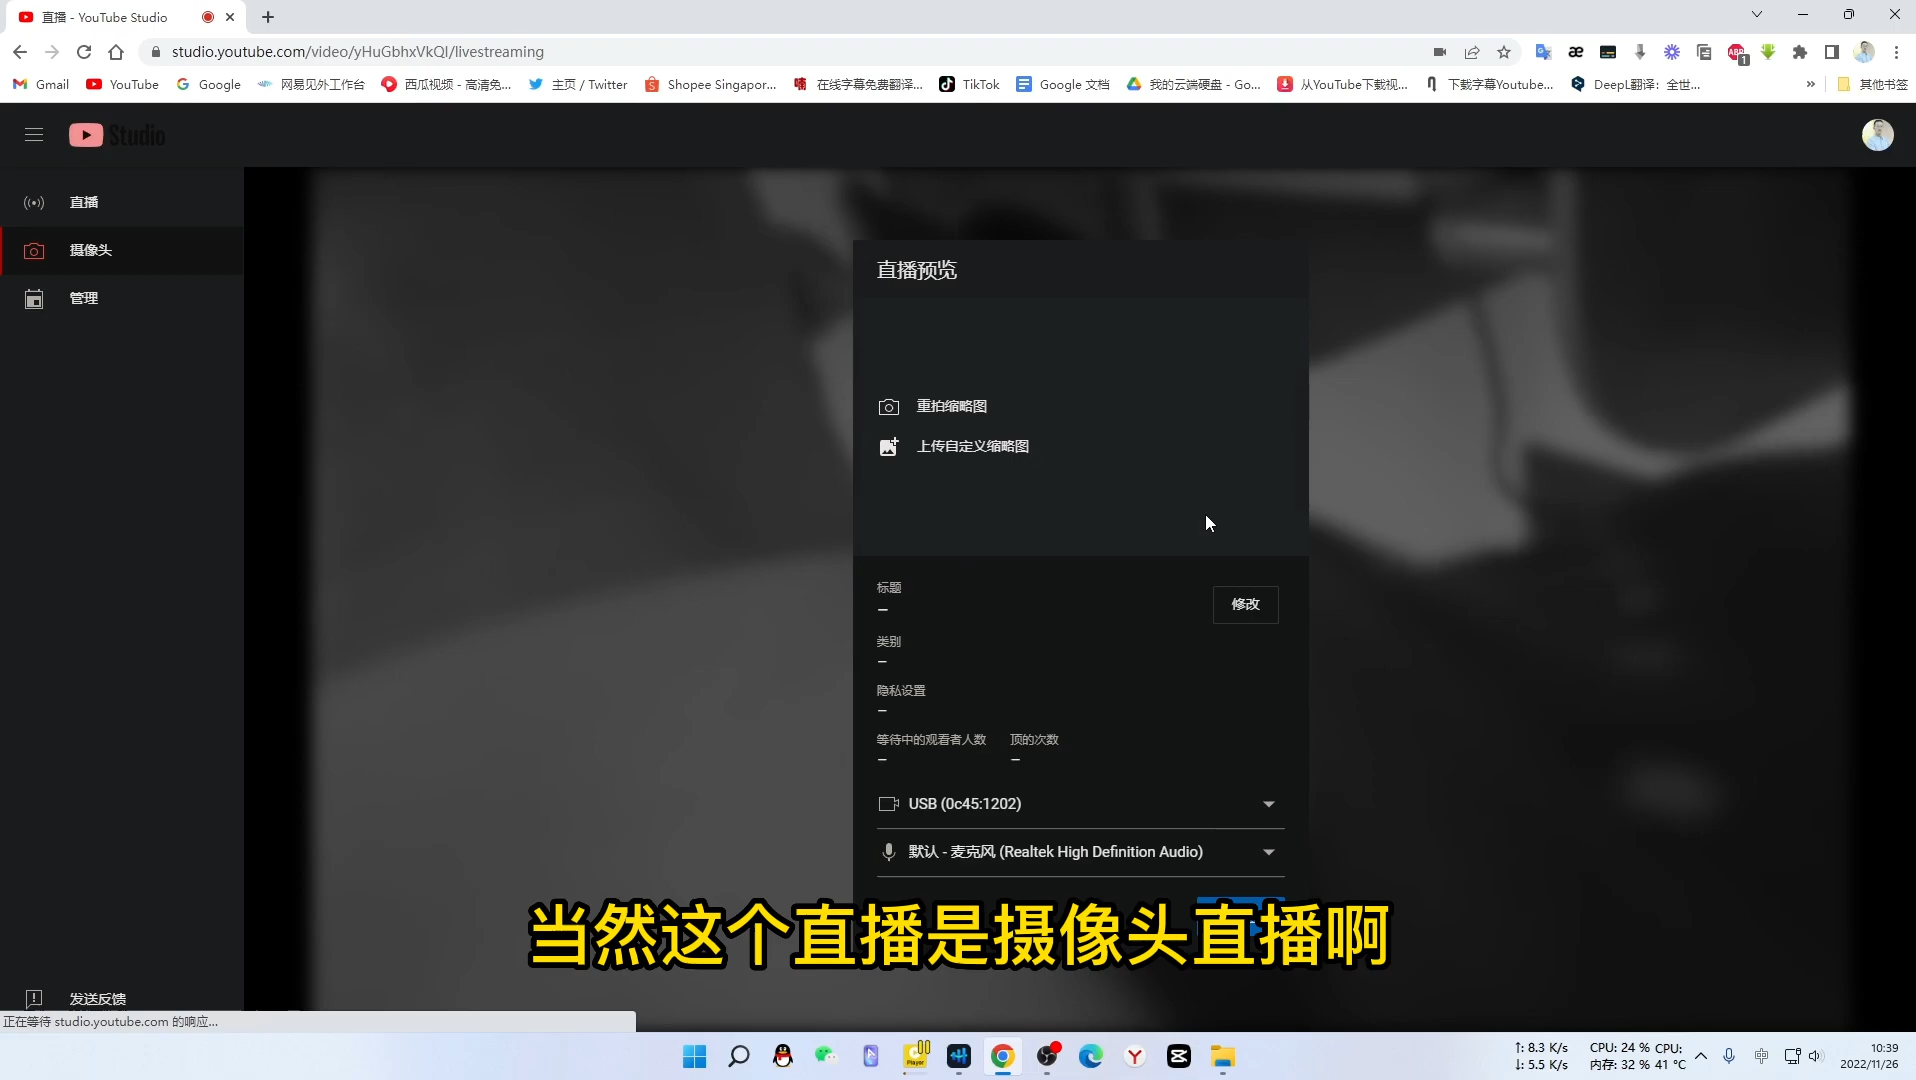 直播 - YouTube Studio
studio.youtube.com/video/yHuGbhxVkQI/livestreaming
Gmail YouTube Google 网易见外工作台 西瓜视频 - 高清免... 主页 / Twitter Shopee Singapor... 在线字幕免费翻译... TikTok Google 文档 我的云端硬盘 - Go... 从YouTube下载视... 下载字幕Youtube... DeepL翻译：全世... » 其他书签
Studio
直播
摄像头
管理
直播预览
重拍缩略图
上传自定义缩略图
标题
–
修改
类别
–
隐私设置
–
等待中的观看者人数 顶的次数
– –
USB (0c45:1202)
默认 - 麦克风 (Realtek High Definition Audio)
当然这个直播是摄像头直播啊
发送反馈
正在等待 studio.youtube.com 的响应...
↑: 8.3 K/s CPU: 24 % CPU:
↓: 5.5 K/s 内存: 32 % 41 °C
中
10:39
2022/11/26